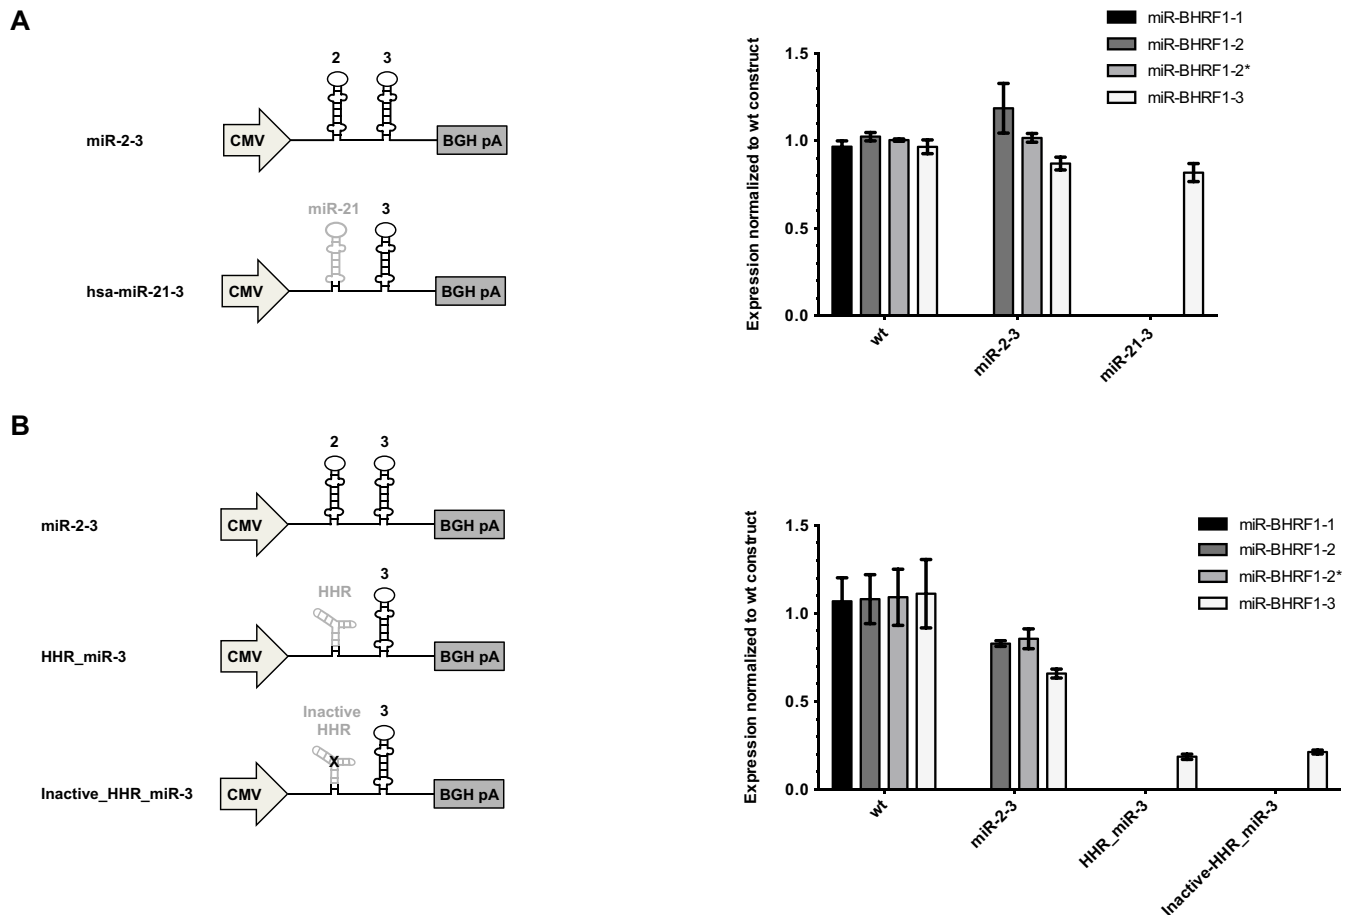 A
2 3
miR-2-3
CMV
BGH pA
miR-21
3
hsa-miR-21-3
CMV
BGH pA
Expression normalized to wt construct
1.5
1.0
0.5
0.0
wt
miR-2-3
miR-21-3
miR-BHRF1-1
miR-BHRF1-2
miR-BHRF1-2*
miR-BHRF1-3
B
2 3
miR-2-3
CMV
BGH pA
HHR
3
HHR_miR-3
CMV
BGH pA
Inactive
HHR
3
X
Inactive_HHR_miR-3
CMV
BGH pA
Expression normalized to wt construct
1.5
1.0
0.5
0.0
wt
miR-2-3
HHR_miR-3
Inactive-HHR_miR-3
miR-BHRF1-1
miR-BHRF1-2
miR-BHRF1-2*
miR-BHRF1-3